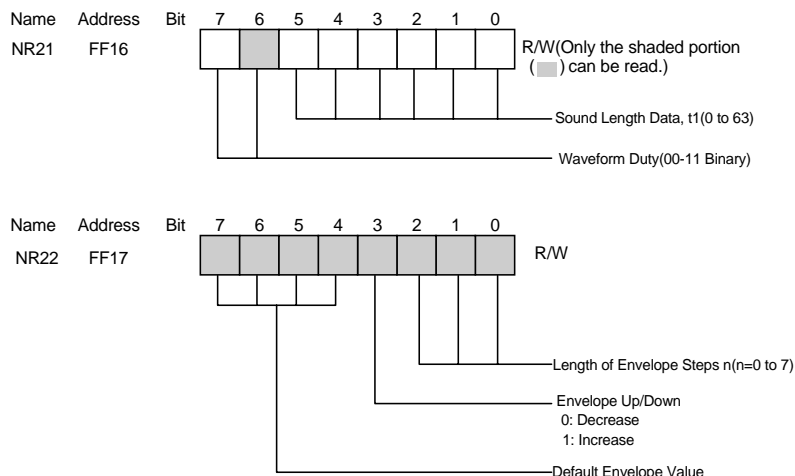 Name Address Bit 7 6 5 4 3 2 1 0
NR21 FF16 R/W(Only the shaded portion
( ) can be read.)
Sound Length Data, t1(0 to 63)
Waveform Duty(00-11 Binary)
Name Address Bit 7 6 5 4 3 2 1 0
NR22 FF17 R/W
Length of Envelope Steps n(n=0 to 7)
Envelope Up/Down
0: Decrease
1: Increase
Default Envelope Value